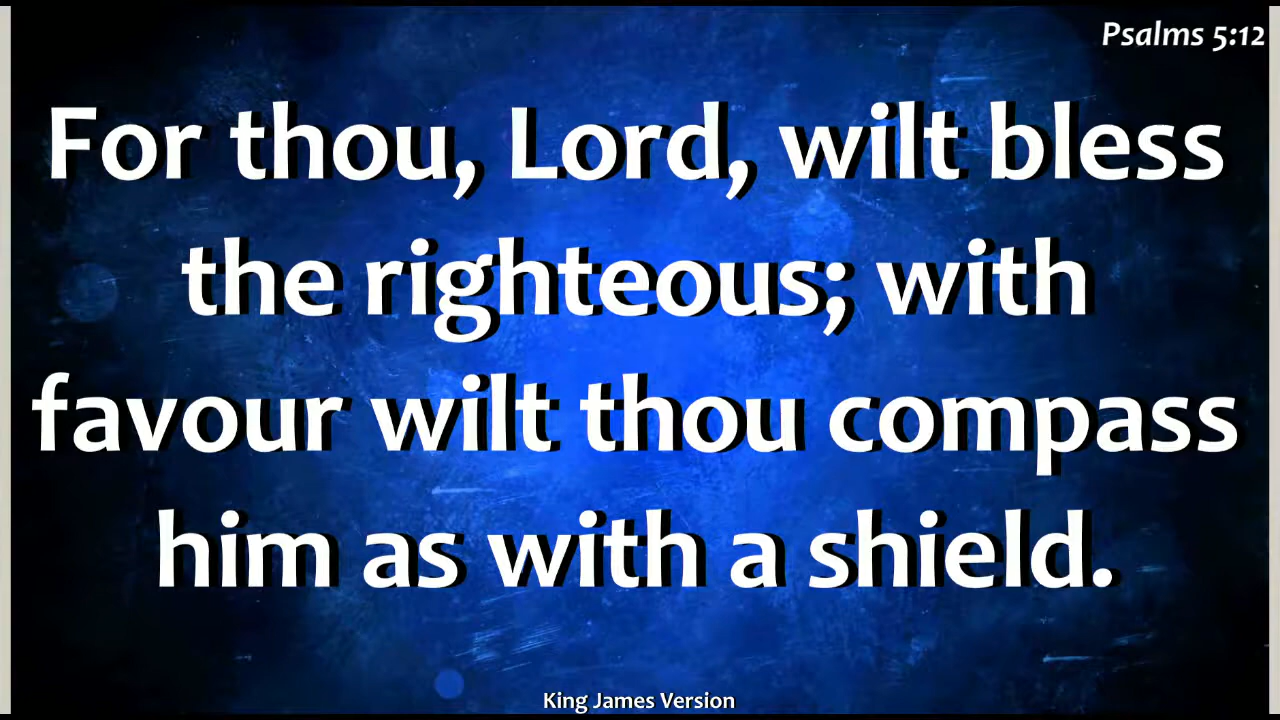 Psalms 5:12
For thou, Lord, wilt bless
the righteous; with
favour wilt thou compass
him as with a shield.
King James Version